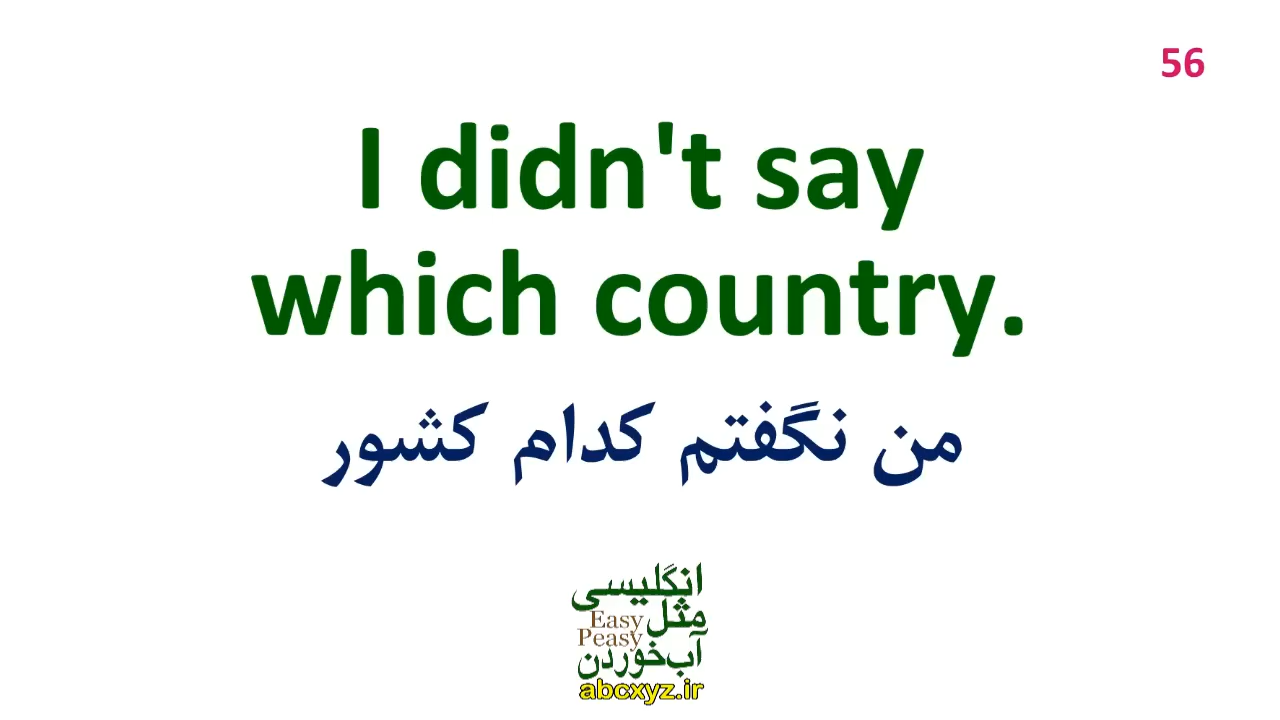 56
I didn't say
which country.
من نگفتم کدام کشور
انگلیسی
مثل Easy
Peasy
آب‌خوردن
abcxyz.ir